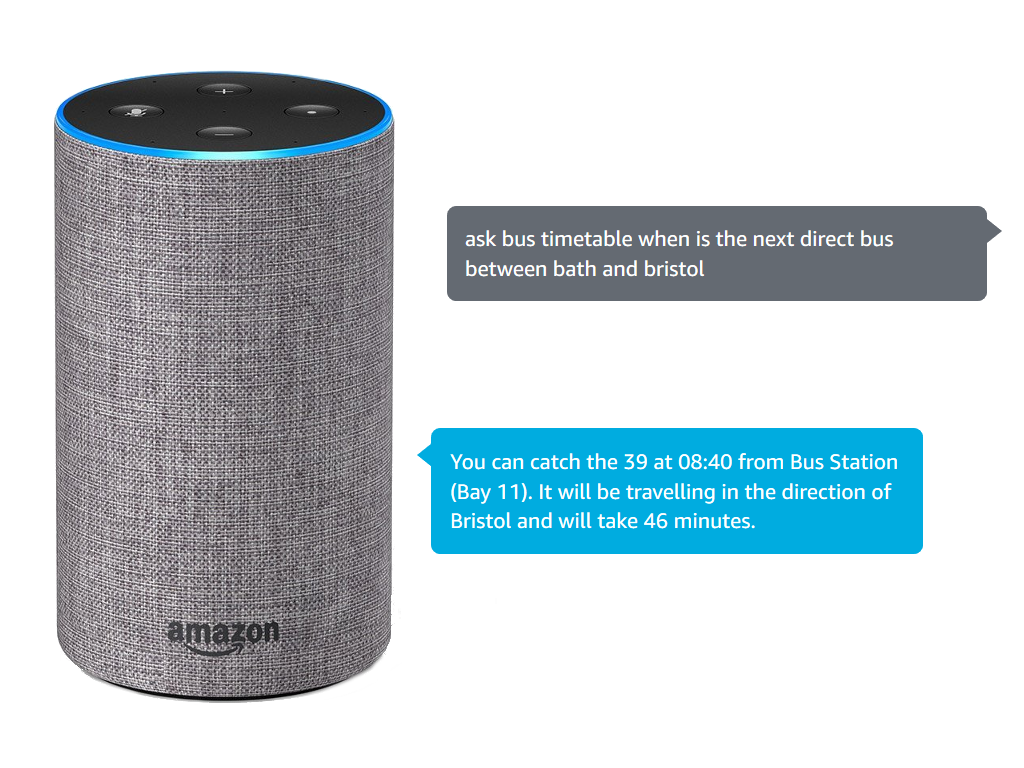 ask bus timetable when is the next direct bus
between bath and bristol
You can catch the 39 at 08:40 from Bus Station
(Bay 11). It will be travelling in the direction of
Bristol and will take 46 minutes.
amazon